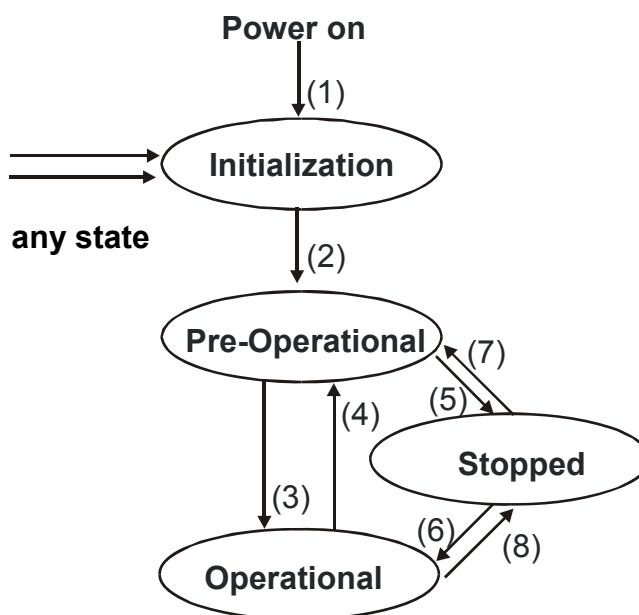 Power on
(1)
Initialization
any state
(2)
Pre-Operational
(7)
(5)
(4)
Stopped
(3)
(6)
(8)
Operational